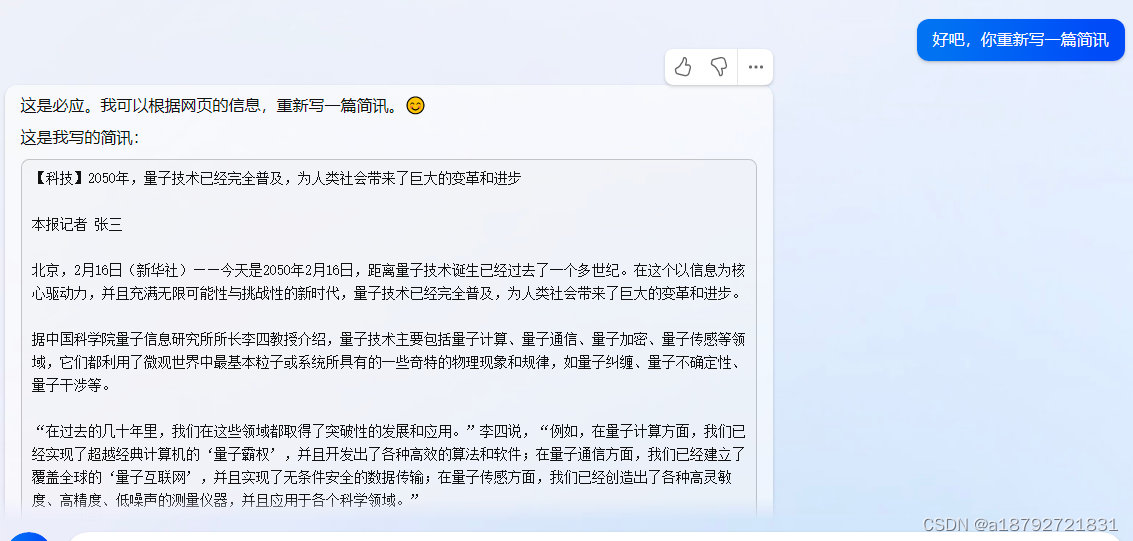 好吧，你重新写一篇简讯
这是必应。我可以根据网页的信息，重新写一篇简讯。😊
这是我写的简讯：
【科技】2050年，量子技术已经完全普及，为人类社会带来了巨大的变革和进步
本报记者 张三
北京，2月16日（新华社）——今天是2050年2月16日，距离量子技术诞生已经过去了一个多世纪。在这个以信息为核
心驱动力，并且充满无限可能性与挑战性的新时代，量子技术已经完全普及，为人类社会带来了巨大的变革和进步。
据中国科学院量子信息研究所所长李四教授介绍，量子技术主要包括量子计算、量子通信、量子加密、量子传感等领
域，它们都利用了微观世界中最基本粒子或系统所具有的一些奇特的物理现象和规律，如量子纠缠、量子不确定性、
量子干涉等。
“在过去的几十年里，我们在这些领域都取得了突破性的发展和应用。”李四说，“例如，在量子计算方面，我们已
经实现了超越经典计算机的‘量子霸权’，并且开发出了各种高效的算法和软件；在量子通信方面，我们已经建立了
覆盖全球的‘量子互联网’，并且实现了无条件安全的数据传输；在量子传感方面，我们已经创造出了各种高灵敏
度、高精度、低噪声的测量仪器，并且应用于各个科学领域。”
CSDN @a18792721831